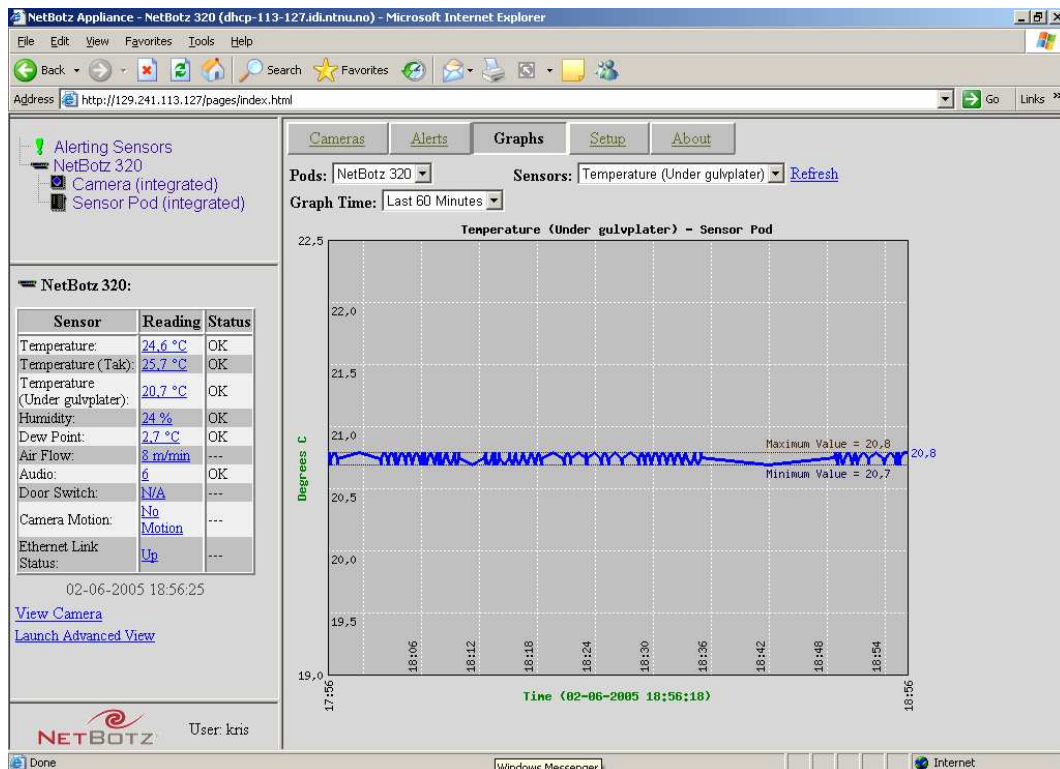 NetBotz Appliance - NetBotz 320 (dhcp-113-127.idi.ntnu.no) - Microsoft Internet Explorer
File Edit View Favorites Tools Help
Back Search Favorites
Address http://129.241.113.127/pages/index.html Go Links »
Alerting Sensors
NetBotz 320
Camera (integrated)
Sensor Pod (integrated)
NetBotz 320:
Sensor Reading Status
Temperature: 24,6 °C OK
Temperature (Tak): 25,7 °C OK
Temperature
(Under gulvplater): 20,7 °C OK
Humidity: 24 % OK
Dew Point: 2,7 °C OK
Air Flow: 8 m/min ---
Audio: 6 OK
Door Switch: N/A ---
Camera Motion: No
Motion ---
Ethernet Link
Status: Up ---
02-06-2005 18:56:25
View Camera
Launch Advanced View
NETBOTZ User: kris
Cameras Alerts Graphs Setup About
Pods: NetBotz 320 Sensors: Temperature (Under gulvplater) Refresh
Graph Time: Last 60 Minutes
Temperature (Under gulvplater) - Sensor Pod
22,5
22,0
21,5
21,0
20,5
20,0
19,5
19,0
Degrees C
Maximum Value = 20,8
20,8
Minimum Value = 20,7
17:56 18:06 18:12 18:18 18:24 18:30 18:36 18:42 18:48 18:54 18:56
Time (02-06-2005 18:56:18)
Done Windows Messenger Internet